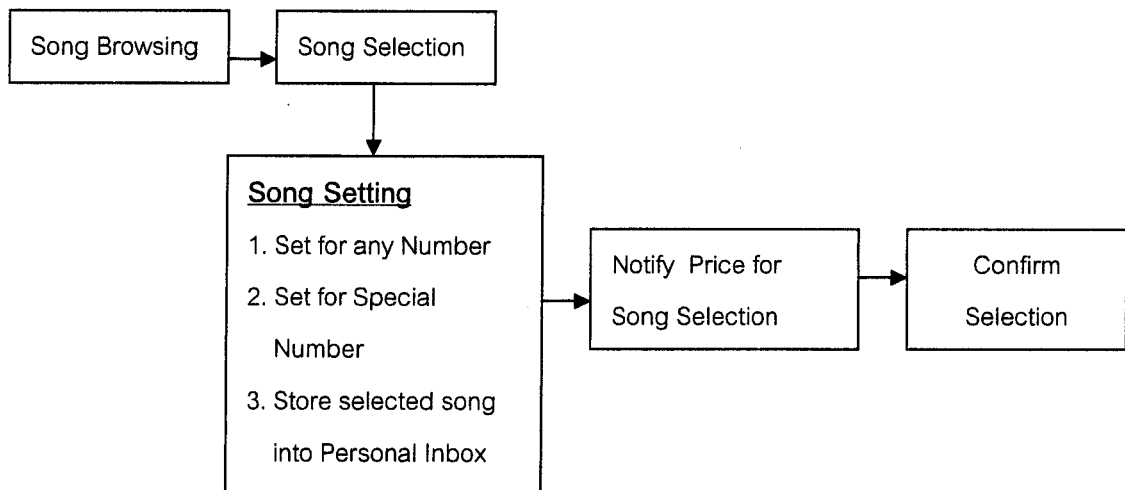 Song Browsing
Song Selection
Song Setting
1. Set for any Number
2. Set for Special
Number
3. Store selected song
into Personal Inbox
Notify Price for
Song Selection
Confirm
Selection